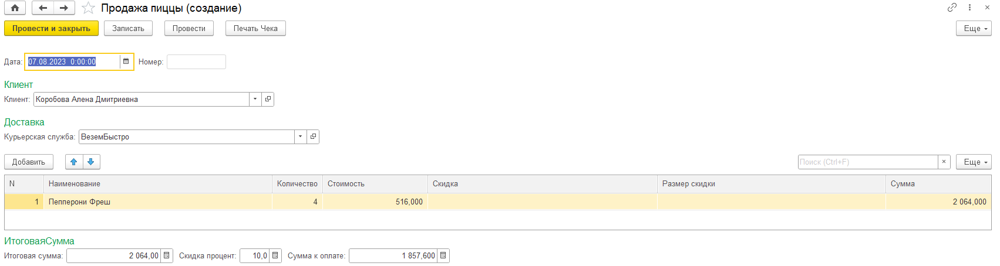 Продажа пиццы (создание)
Провести и закрыть Записать Провести Печать Чека Еще
Дата: 07.08.2023 0:00:00 Номер:
Клиент
Клиент: Коробова Алена Дмитриевна
Доставка
Курьерская служба: ВеземБыстро
Добавить Поиск (Ctrl+F) × Еще
N Наименование Количество Стоимость Скидка Размер скидки Сумма
1 Пепперони Фреш 4 516,000 2 064,000
ИтоговаяСумма
Итоговая сумма: 2 064,00 Скидка процент: 10,0 Сумма к оплате: 1 857,600